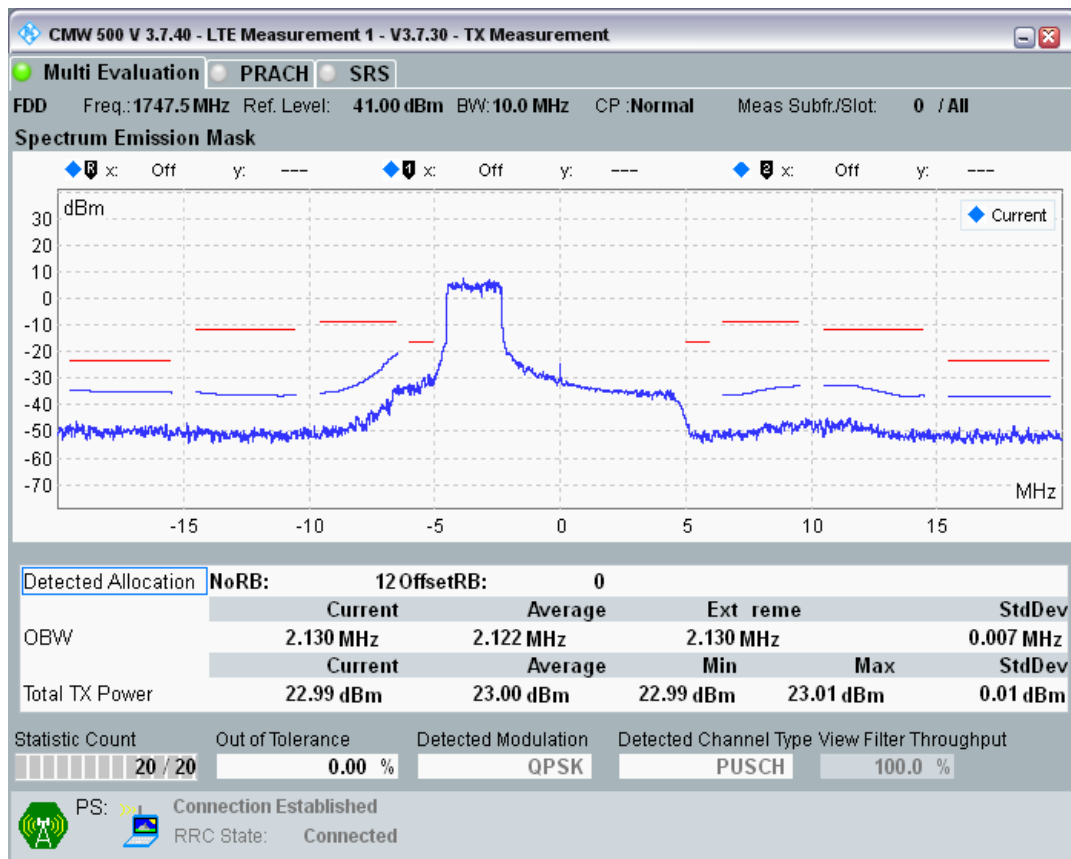 CMW 500 V 3.7.40 - LTE Measurement 1 - V3.7.30 - TX Measurement
Multi Evaluation PRACH SRS
FDD Freq.:1747.5 MHz Ref. Level: 41.00 dBm BW:10.0 MHz CP :Normal Meas Subfr./Slot: 0 / All
Spectrum Emission Mask
R x: Off y: --- 1 x: Off y: --- 2 x: Off y: ---
dBm
Current
30
20
10
0
-10
-20
-30
-40
-50
-60
-70
MHz
-15 -10 -5 0 5 10 15
Detected Allocation NoRB: 12 OffsetRB: 0
Current Average Ext reme StdDev
OBW 2.130 MHz 2.122 MHz 2.130 MHz 0.007 MHz
Current Average Min Max StdDev
Total TX Power 22.99 dBm 23.00 dBm 22.99 dBm 23.01 dBm 0.01 dBm
Statistic Count Out of Tolerance Detected Modulation Detected Channel Type View Filter Throughput
20 / 20 0.00 % QPSK PUSCH 100.0 %
PS: Connection Established
RRC State: Connected